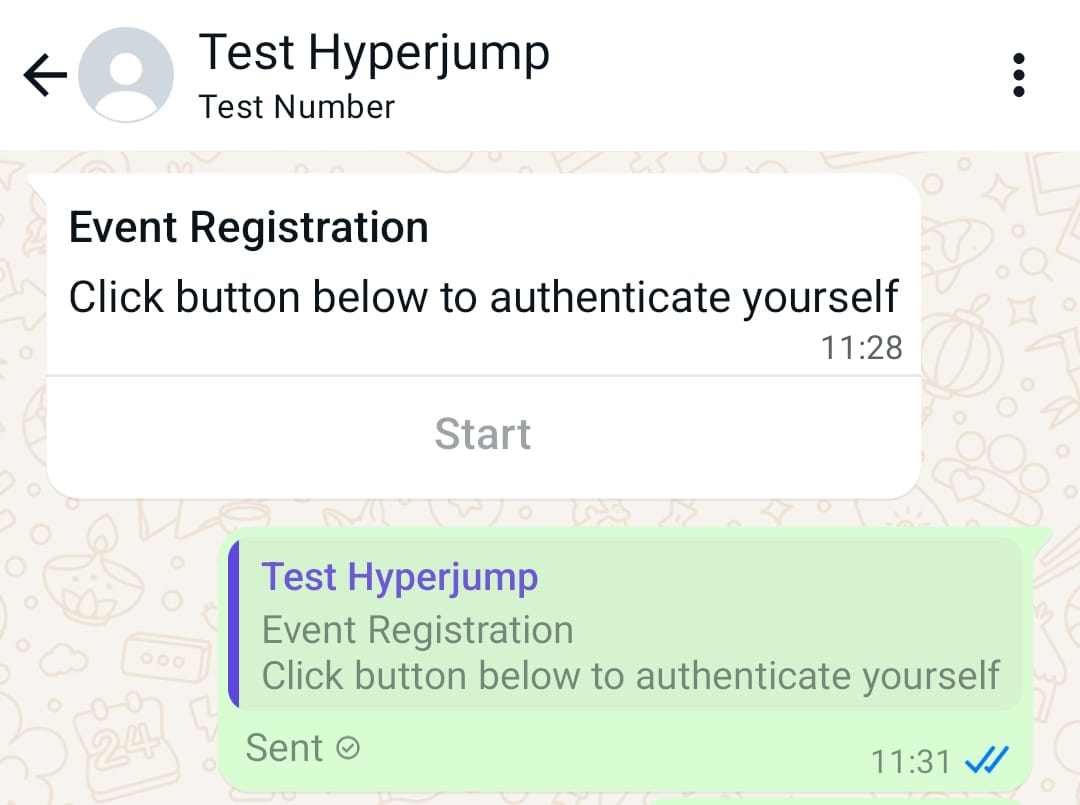 Test Hyperjump
Test Number
Event Registration
Click button below to authenticate yourself
11:28
Start
Test Hyperjump
Event Registration
Click button below to authenticate yourself
Sent
11:31
24